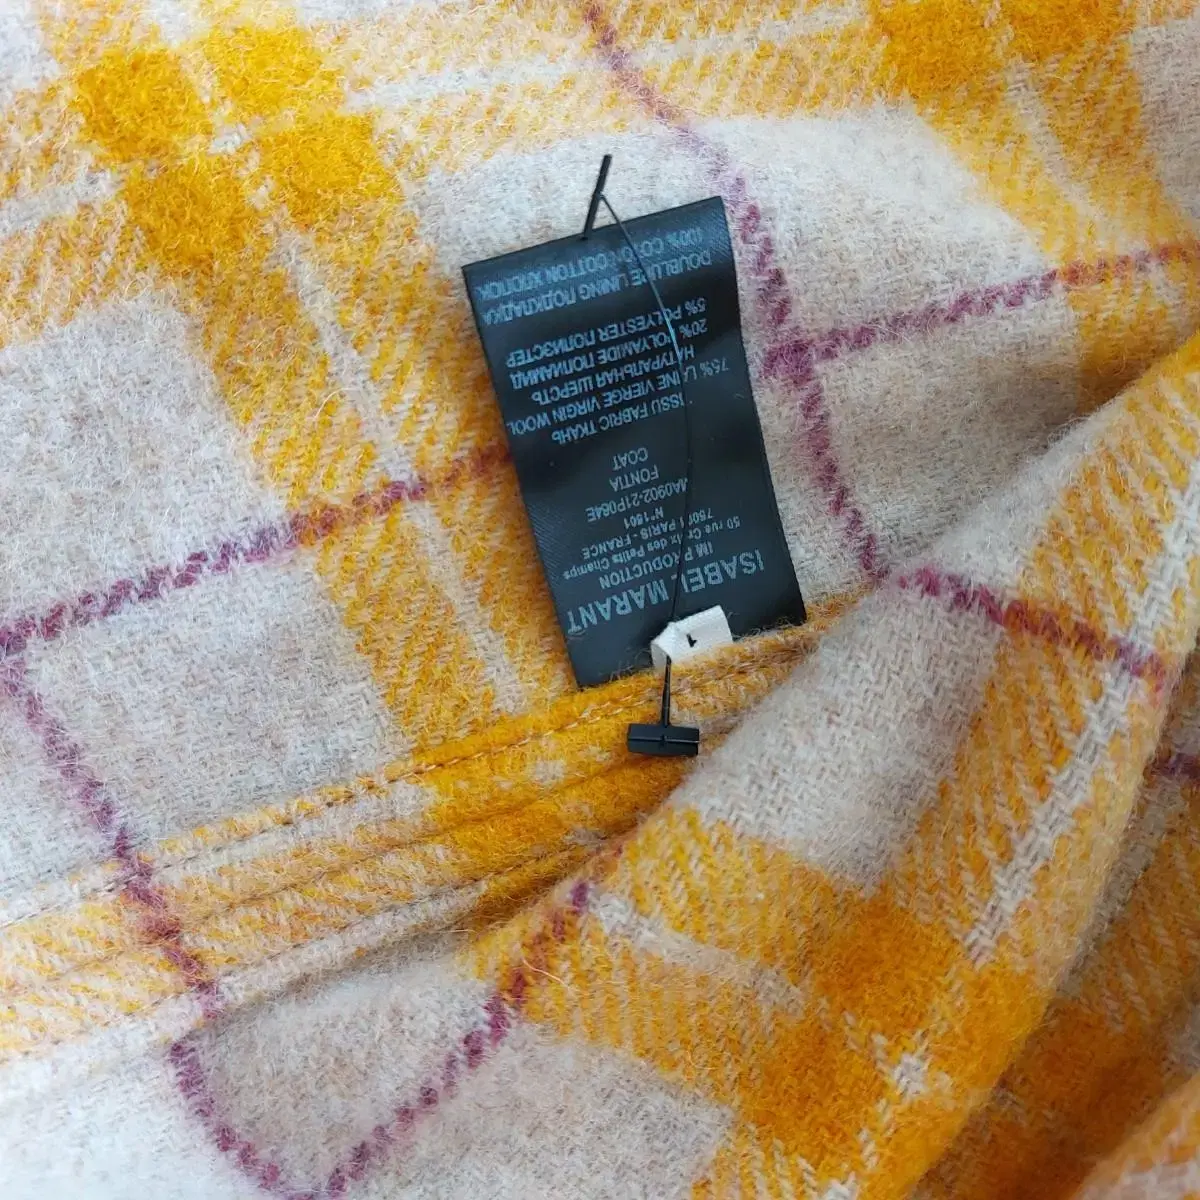 ISABEL MARANT
IM PRODUCTION
50 rue Croix des Petits Champs
75001 PARIS - FRANCE
N°1501
MA0902-21P084E
FONTIA
COAT
TISSU FABRIC ТКАНЬ
75% LAINE VIERGE VIRGIN WOOL
НАТУРАЛЬНАЯ ШЕРСТЬ
20% POLYAMIDE ПОЛИАМИД
5% POLYESTER ПОЛИЭСТЕР
DOUBLURE LINING ПОДКЛАДКА
100% COTON COTTON ХЛОПОК